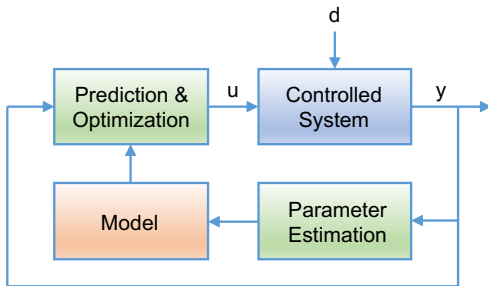 d
Prediction &
Optimization
u
Controlled
System
y
Model
Parameter
Estimation